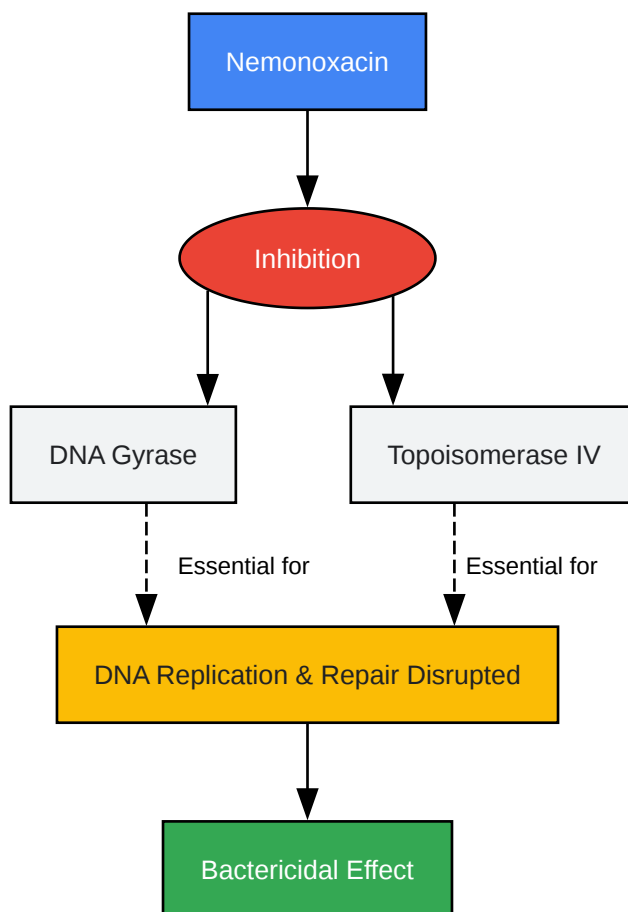 Nemonoxacin
Inhibition
DNA Gyrase
Topoisomerase IV
Essential for
Essential for
DNA Replication & Repair Disrupted
Bactericidal Effect